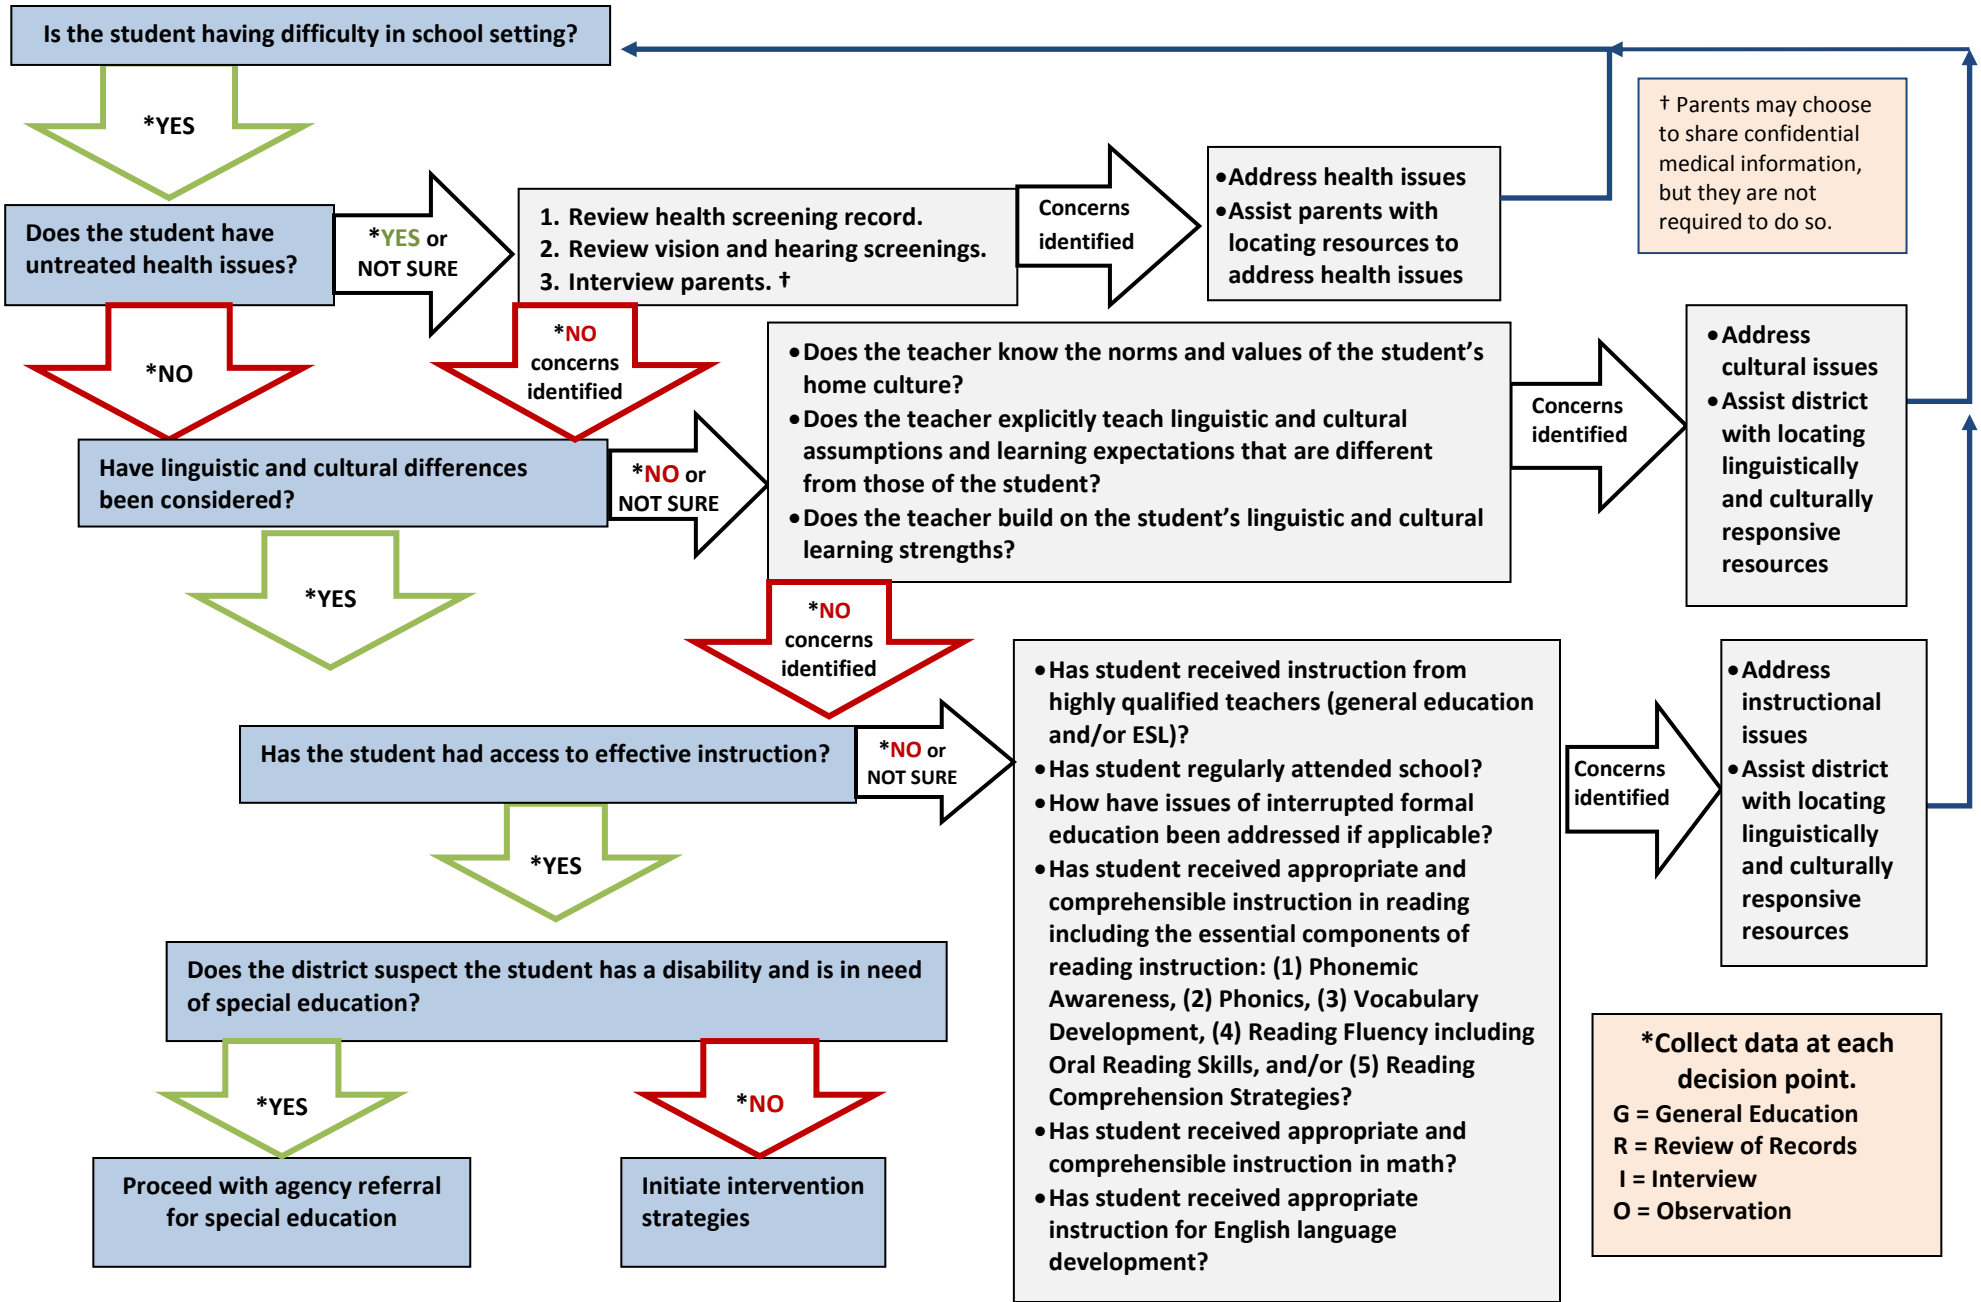 Is the student having difficulty in school setting?
*YES
† Parents may choose
to share confidential
medical information,
but they are not
required to do so.
Does the student have
untreated health issues?
*YES or
NOT SURE
1. Review health screening record.
2. Review vision and hearing screenings.
3. Interview parents. †
Concerns
identified
•Address health issues
•Assist parents with
locating resources to
address health issues
*NO
*NO
concerns
identified
Have linguistic and cultural differences
been considered?
*NO or
NOT SURE
•Does the teacher know the norms and values of the student’s
home culture?
•Does the teacher explicitly teach linguistic and cultural
assumptions and learning expectations that are different
from those of the student?
•Does the teacher build on the student’s linguistic and cultural
learning strengths?
Concerns
identified
•Address
cultural issues
•Assist district
with locating
linguistically
and culturally
responsive
resources
*YES
*NO
concerns
identified
Has the student had access to effective instruction?
*NO or
NOT SURE
•Has student received instruction from
highly qualified teachers (general education
and/or ESL)?
•Has student regularly attended school?
•How have issues of interrupted formal
education been addressed if applicable?
•Has student received appropriate and
comprehensible instruction in reading
including the essential components of
reading instruction: (1) Phonemic
Awareness, (2) Phonics, (3) Vocabulary
Development, (4) Reading Fluency including
Oral Reading Skills, and/or (5) Reading
Comprehension Strategies?
•Has student received appropriate and
comprehensible instruction in math?
•Has student received appropriate
instruction for English language
development?
Concerns
identified
•Address
instructional
issues
•Assist district
with locating
linguistically
and culturally
responsive
resources
*YES
Does the district suspect the student has a disability and is in need
of special education?
*YES
*NO
Proceed with agency referral
for special education
Initiate intervention
strategies
*Collect data at each
decision point.
G = General Education
R = Review of Records
I = Interview
O = Observation